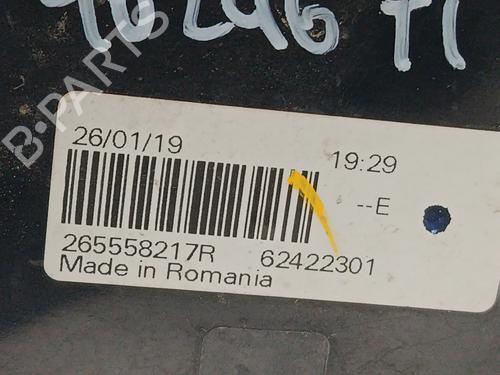 B-PARTS
26/01/19 19:29
--E
265558217R 62422301
Made in Romania